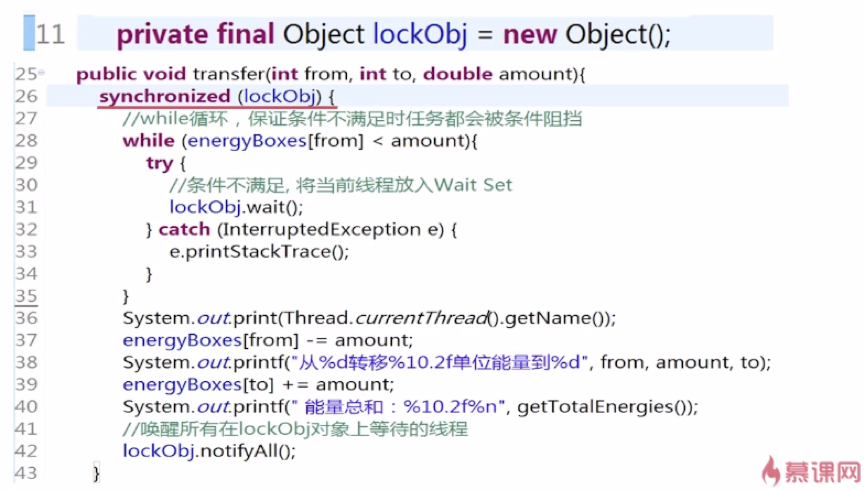 11 private final Object lockObj = new Object();
25 public void transfer(int from, int to, double amount){
26 synchronized (lockObj) {
27 //while循环，保证条件不满足时任务都会被条件阻挡
28 while (energyBoxes[from] < amount){
29 try {
30 //条件不满足, 将当前线程放入Wait Set
31 lockObj.wait();
32 } catch (InterruptedException e) {
33 e.printStackTrace();
34 }
35 }
36 System.out.print(Thread.currentThread().getName());
37 energyBoxes[from] -= amount;
38 System.out.printf("从%d转移%10.2f单位能量到%d", from, amount, to);
39 energyBoxes[to] += amount;
40 System.out.printf(" 能量总和：%10.2f%n", getTotalEnergies());
41 //唤醒所有在lockObj对象上等待的线程
42 lockObj.notifyAll();
43 }
慕课网